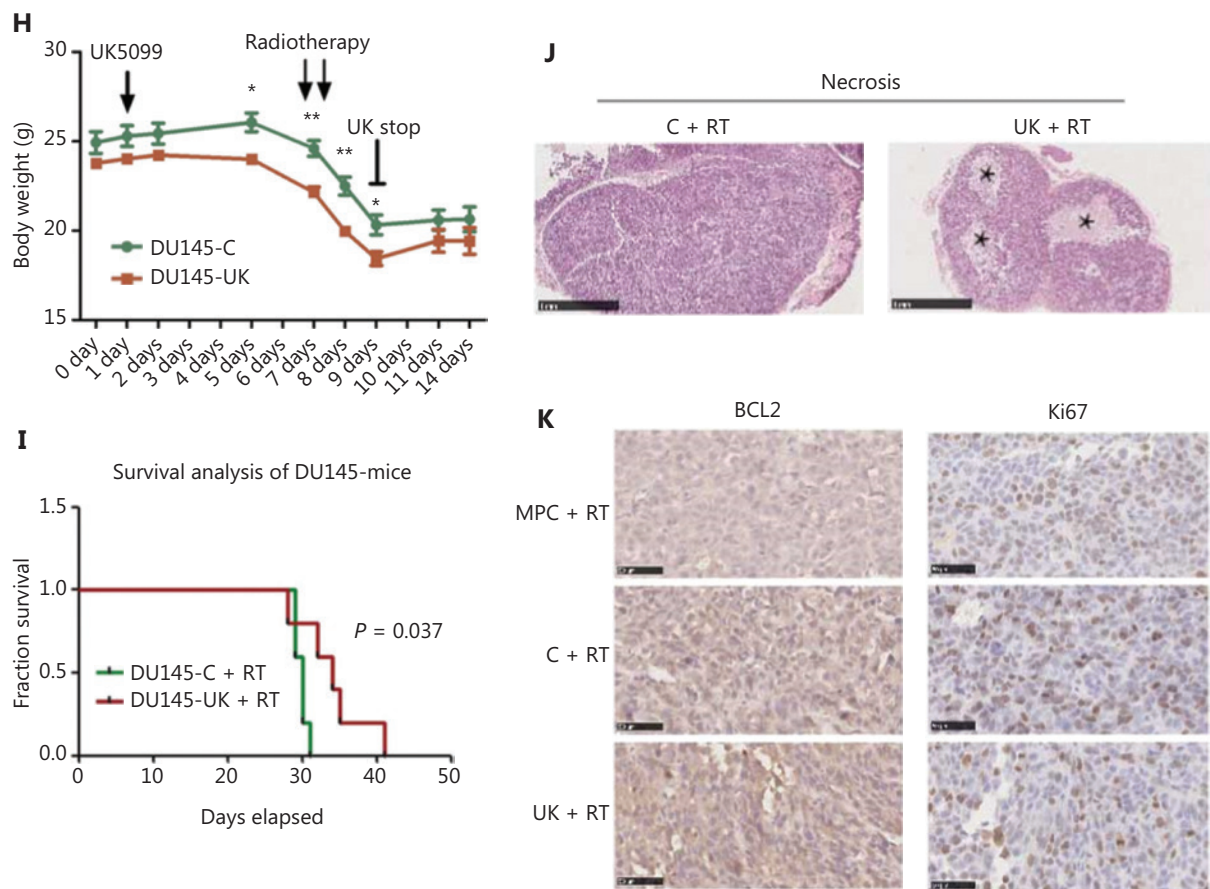 H
30
25
20
15
Body weight (g)
UK5099
Radiotherapy
*
**
**
UK stop
*
DU145-C
DU145-UK
0 day
1 day
2 days
3 days
4 days
5 days
6 days
7 days
8 days
9 days
10 days
11 days
14 days
I
Survival analysis of DU145-mice
1.5
1.0
0.5
0.0
Fraction survival
P = 0.037
DU145-C + RT
DU145-UK + RT
0 10 20 30 40 50
Days elapsed
J
Necrosis
C + RT UK + RT
K
BCL2 Ki67
MPC + RT
C + RT
UK + RT